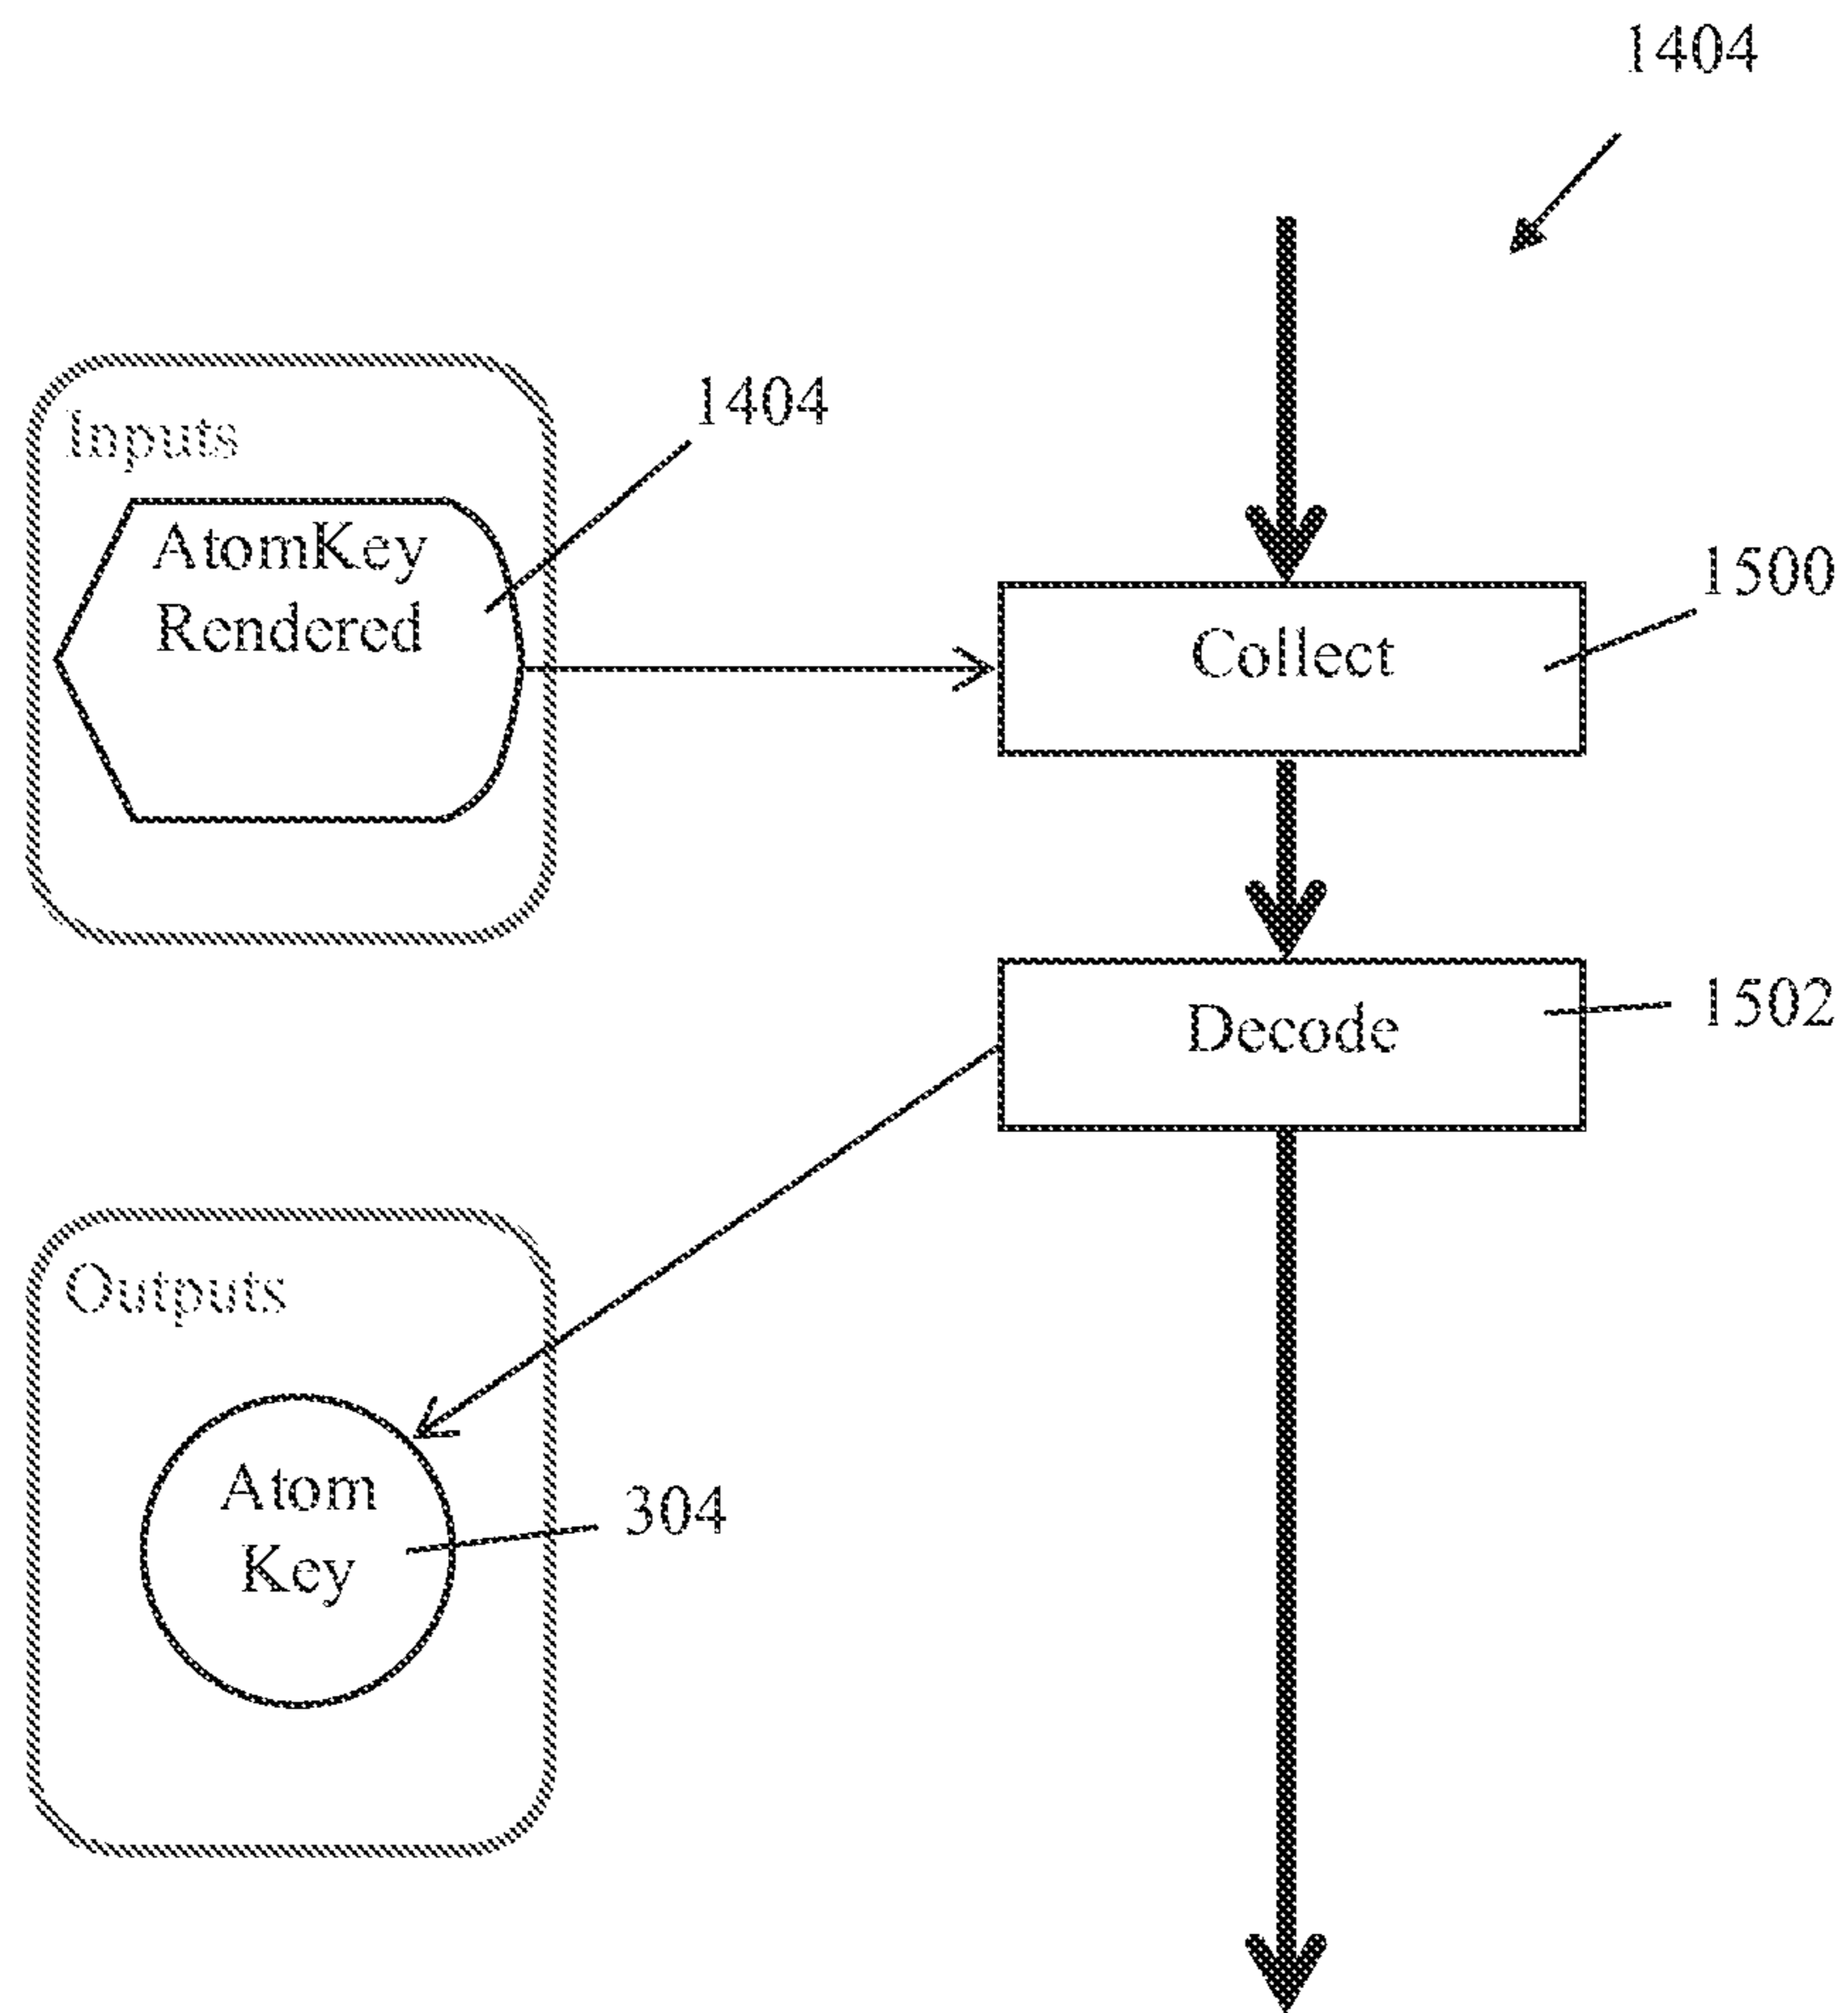 1404
Inputs
1404
AtomKey
Rendered
1500
Collect
1502
Decode
Outputs
Atom
Key
304